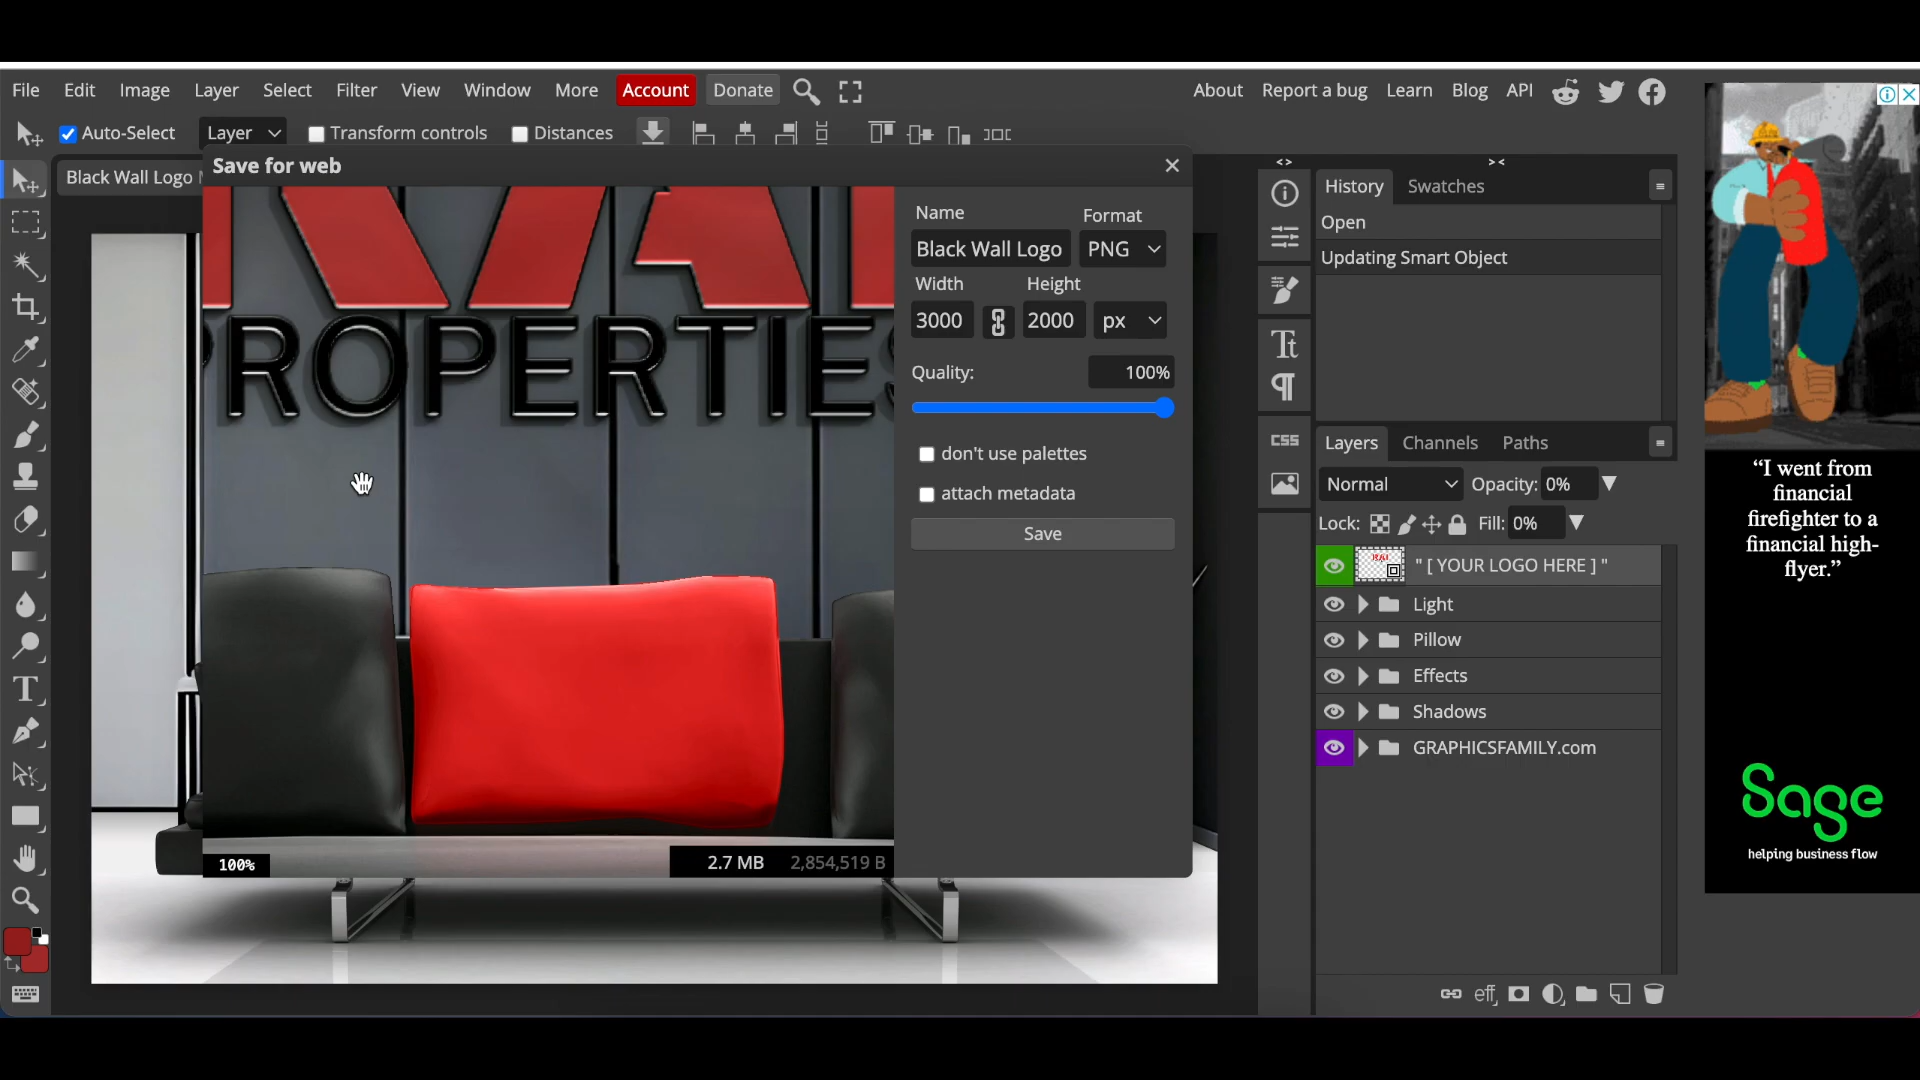 File Edit Image Layer Select Filter View Window More Account Donate
About Report a bug Learn Blog API
Auto-Select Layer Transform controls Distances
Black Wall Logo
Save for web
PROPERTIES
Name
Format
Black Wall Logo PNG
Width
Height
3000 2000 px
Quality: 100%
don't use palettes
attach metadata
Save
100%
2.7 MB 2,854,519 B
History Swatches
Open
Updating Smart Object
CSS
Layers Channels Paths
Normal Opacity: 0%
Lock: Fill: 0%
" [ YOUR LOGO HERE ] "
Light
Pillow
Effects
Shadows
GRAPHICSFAMILY.com
eff
“I went from
financial
firefighter to a
financial high-
flyer.”
Sage
helping business flow